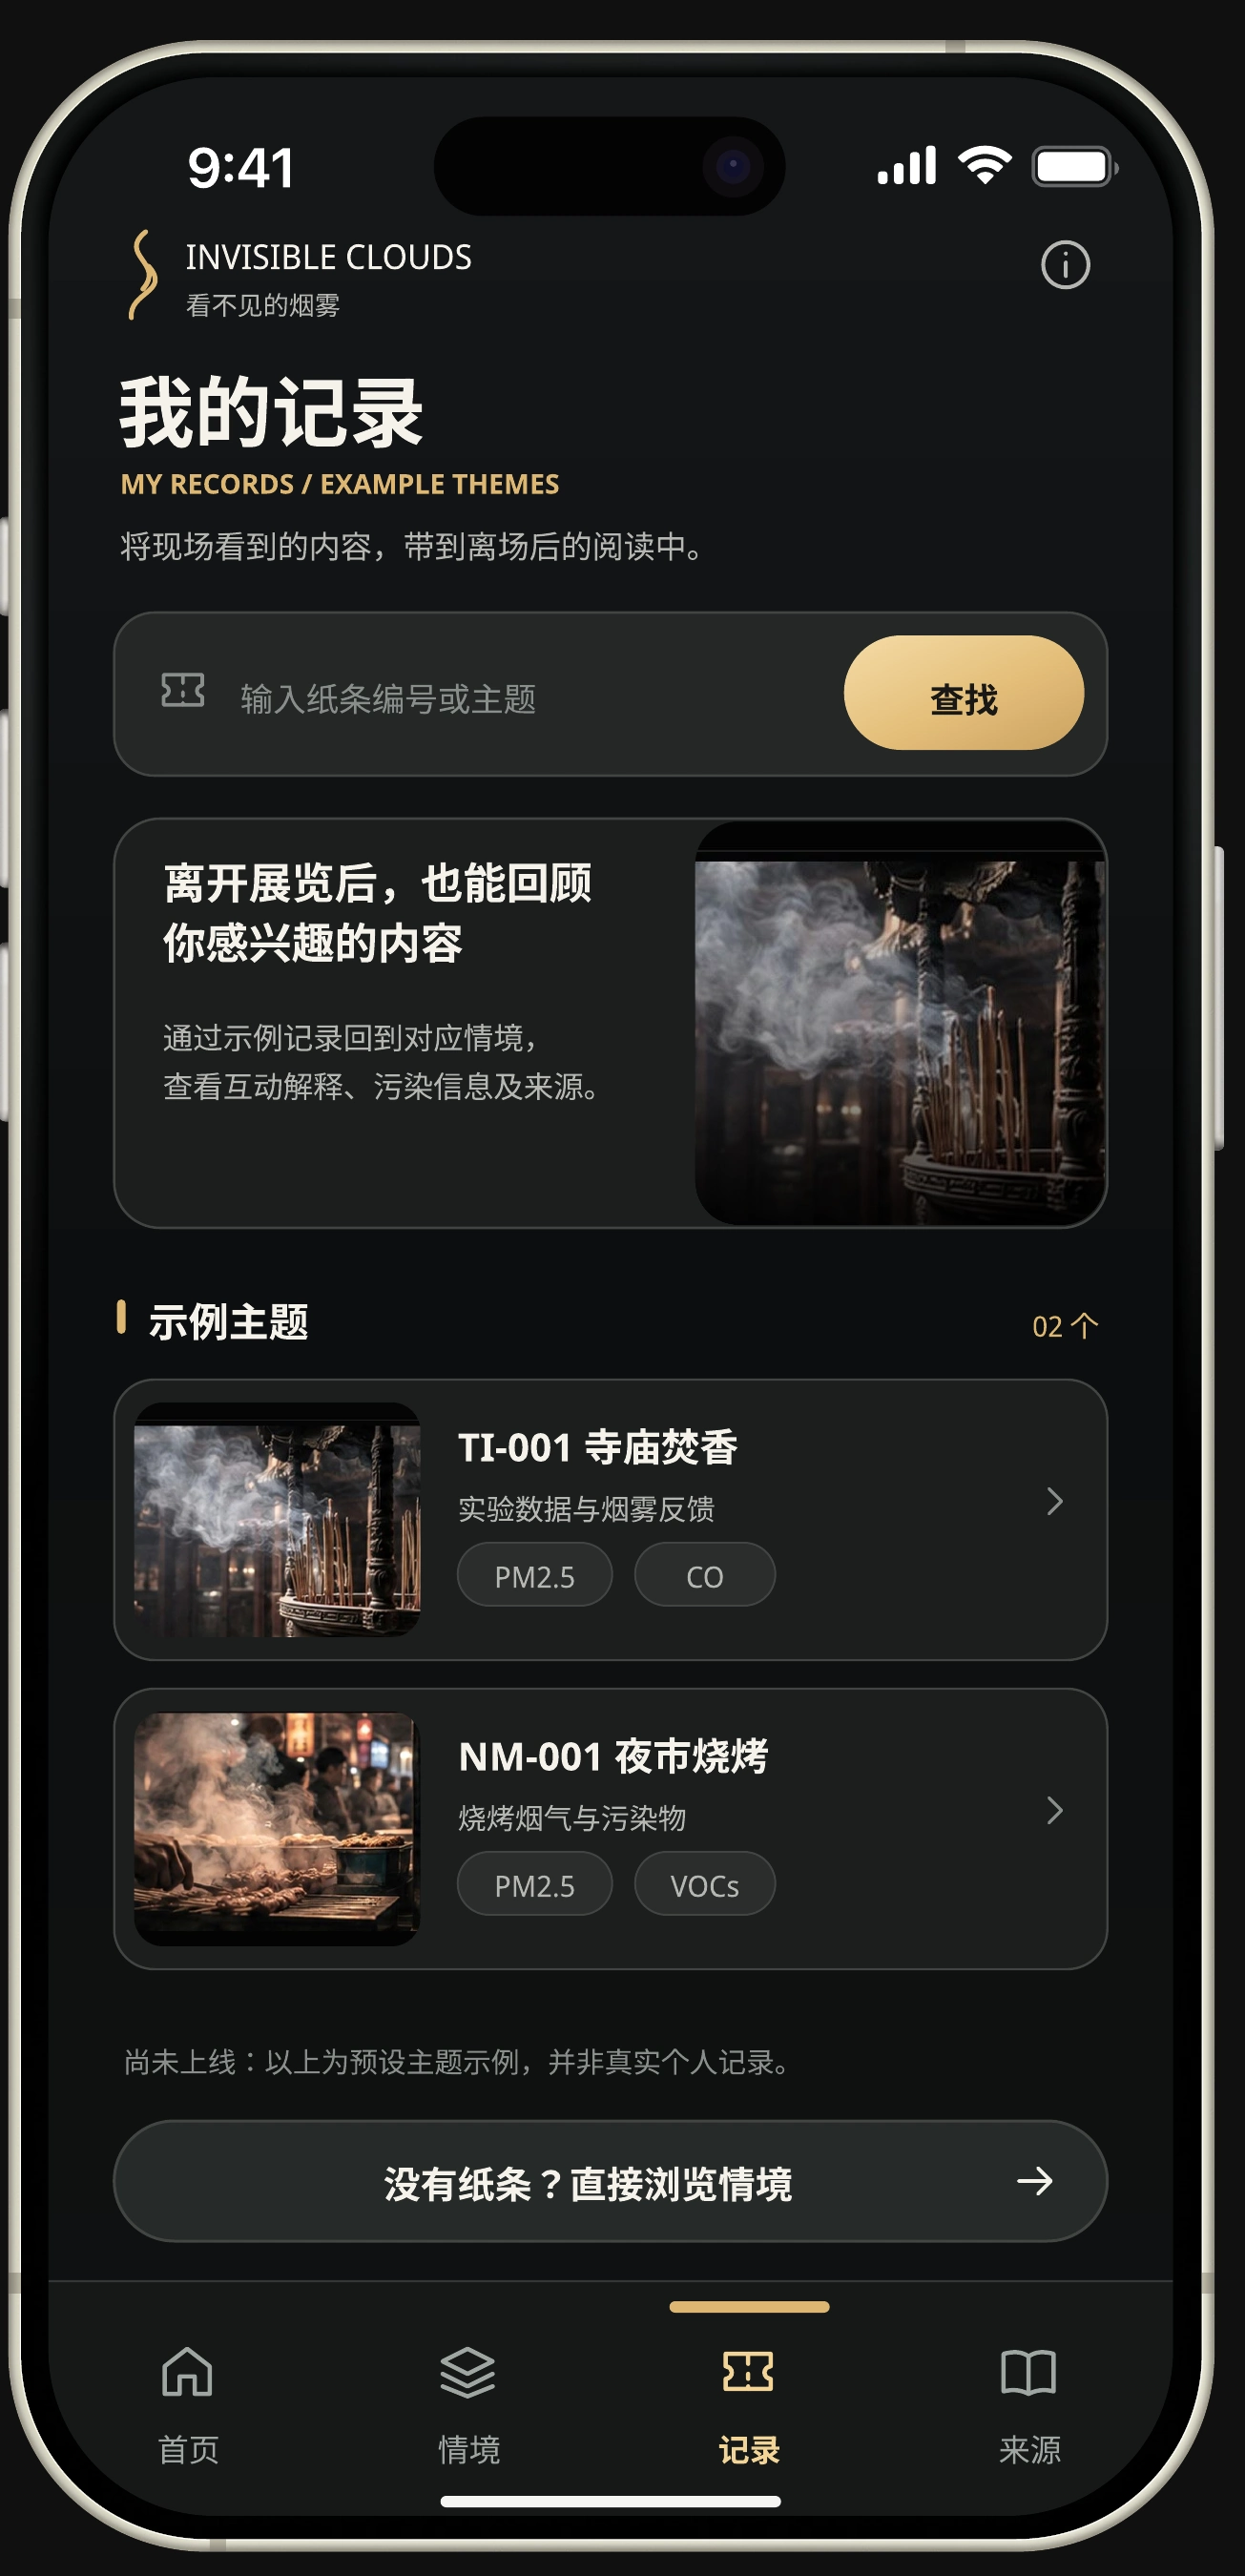 9:41
INVISIBLE CLOUDS
看不见的烟雾
我的记录
MY RECORDS / EXAMPLE THEMES
将现场看到的内容，带到离场后的阅读中。
输入纸条编号或主题
查找
离开展览后，也能回顾
你感兴趣的内容
通过示例记录回到对应情境，
查看互动解释、污染信息及来源。
示例主题
02 个
TI-001 寺庙焚香
实验数据与烟雾反馈
PM2.5
CO
NM-001 夜市烧烤
烧烤烟气与污染物
PM2.5
VOCs
尚未上线：以上为预设主题示例，并非真实个人记录。
没有纸条？直接浏览情境
首页
情境
记录
来源